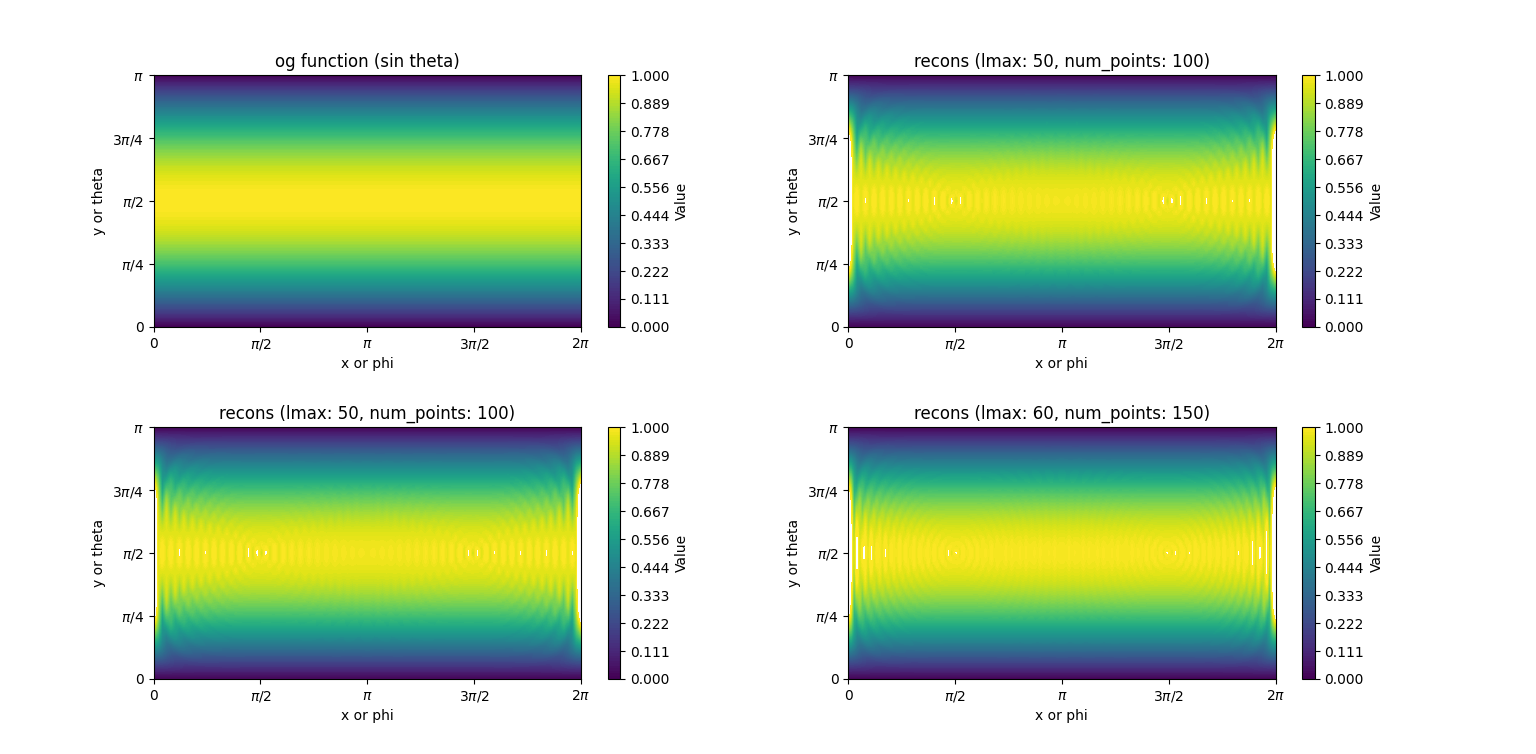 og function (sin theta)
π
3π/4
π/2
π/4
0
y or theta
0
π/2
π
3π/2
2π
x or phi
1.000
0.889
0.778
0.667
0.556
0.444
0.333
0.222
0.111
0.000
Value
recons (lmax: 50, num_points: 100)
π
3π/4
π/2
π/4
0
y or theta
0
π/2
π
3π/2
2π
x or phi
1.000
0.889
0.778
0.667
0.556
0.444
0.333
0.222
0.111
0.000
Value
recons (lmax: 50, num_points: 100)
π
3π/4
π/2
π/4
0
y or theta
0
π/2
π
3π/2
2π
x or phi
1.000
0.889
0.778
0.667
0.556
0.444
0.333
0.222
0.111
0.000
Value
recons (lmax: 60, num_points: 150)
π
3π/4
π/2
π/4
0
y or theta
0
π/2
π
3π/2
2π
x or phi
1.000
0.889
0.778
0.667
0.556
0.444
0.333
0.222
0.111
0.000
Value